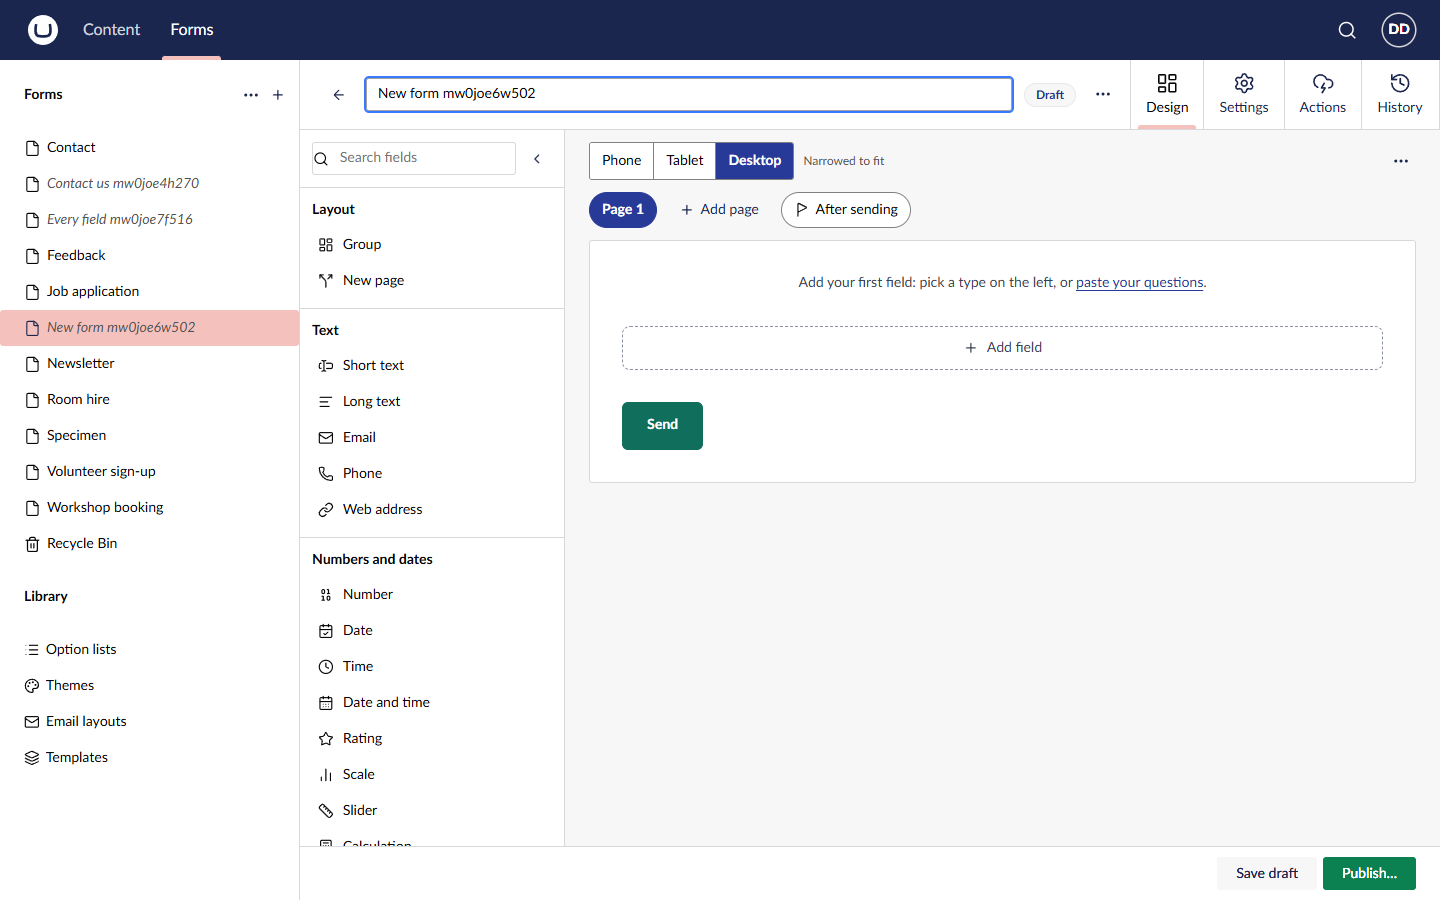 Content
Forms
DD
Forms
Contact
Contact us mw0joe4h270
Every field mw0joe7f516
Feedback
Job application
New form mw0joe6w502
Newsletter
Room hire
Specimen
Volunteer sign-up
Workshop booking
Recycle Bin
Library
Option lists
Themes
Email layouts
Templates
New form mw0joe6w502
Draft
Design
Settings
Actions
History
Search fields
Layout
Group
New page
Text
Short text
Long text
Email
Phone
Web address
Numbers and dates
Number
Date
Time
Date and time
Rating
Scale
Slider
Calculation
Phone
Tablet
Desktop
Narrowed to fit
Page 1
Add page
After sending
Add your first field: pick a type on the left, or paste your questions.
Add field
Send
Save draft
Publish...